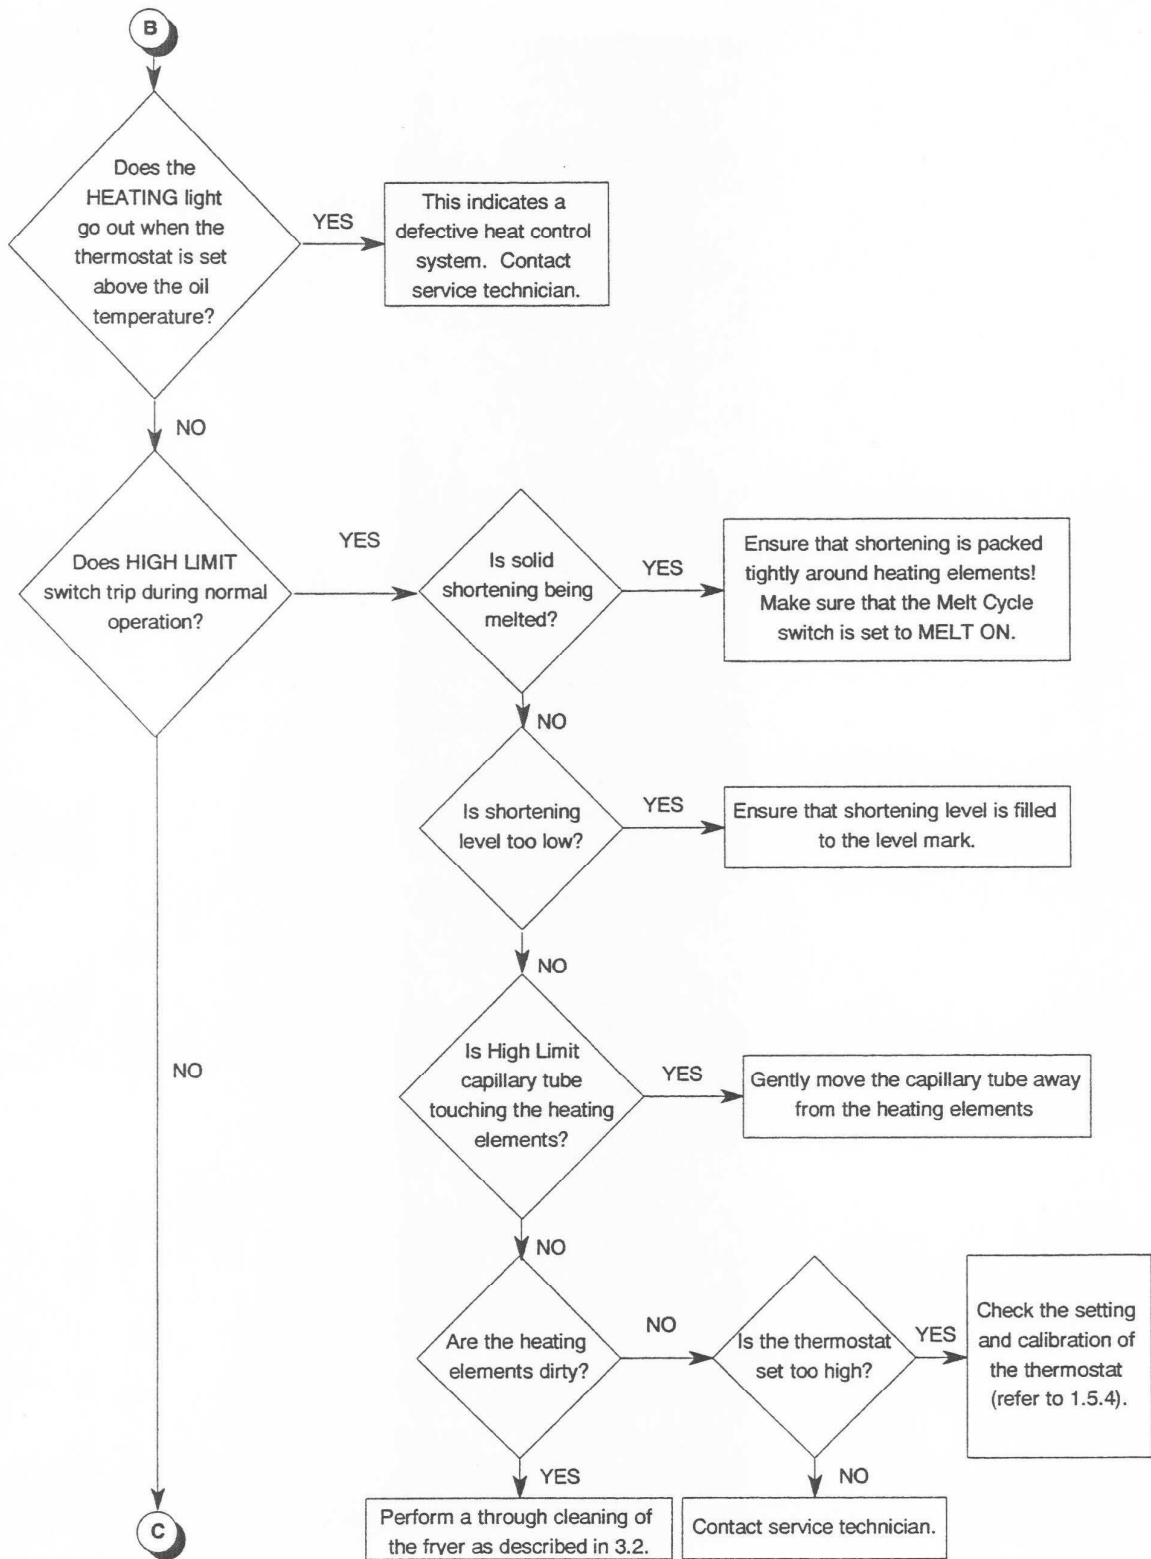 B
Does the
HEATING light
go out when the
thermostat is set
above the oil
temperature?
YES
This indicates a
defective heat control
system. Contact
service technician.
NO
Does HIGH LIMIT
switch trip during normal
operation?
YES
Is solid
shortening being
melted?
YES
Ensure that shortening is packed
tightly around heating elements!
Make sure that the Melt Cycle
switch is set to MELT ON.
NO
Is shortening
level too low?
YES
Ensure that shortening level is filled
to the level mark.
NO
Is High Limit
capillary tube
touching the heating
elements?
YES
Gently move the capillary tube away
from the heating elements
NO
NO
Are the heating
elements dirty?
NO
Is the thermostat
set too high?
YES
Check the setting
and calibration of
the thermostat
(refer to 1.5.4).
YES
NO
Perform a through cleaning of
the fryer as described in 3.2.
Contact service technician.
C